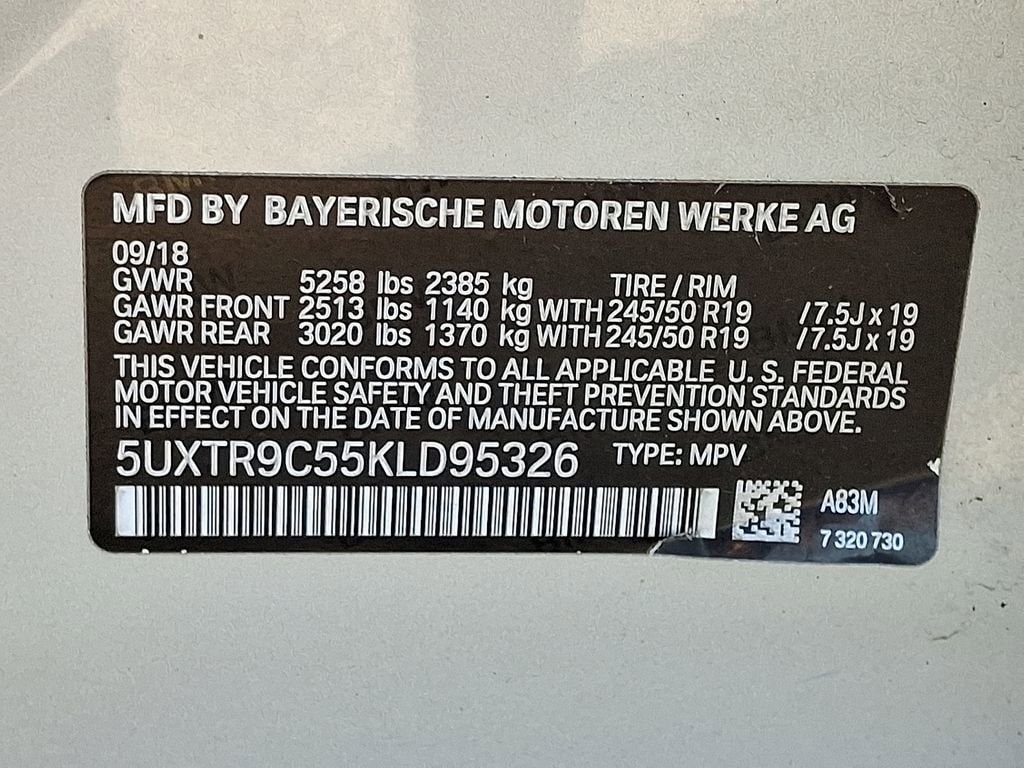 MFD BY BAYERISCHE MOTOREN WERKE AG
09/18
GVWR 5258 lbs 2385 kg TIRE / RIM
GAWR FRONT 2513 lbs 1140 kg WITH 245/50 R19 / 7.5J x 19
GAWR REAR 3020 lbs 1370 kg WITH 245/50 R19 / 7.5J x 19
THIS VEHICLE CONFORMS TO ALL APPLICABLE U. S. FEDERAL
MOTOR VEHICLE SAFETY AND THEFT PREVENTION STANDARDS
IN EFFECT ON THE DATE OF MANUFACTURE SHOWN ABOVE.
5UXTR9C55KLD95326 TYPE: MPV
A83M
7 320 730